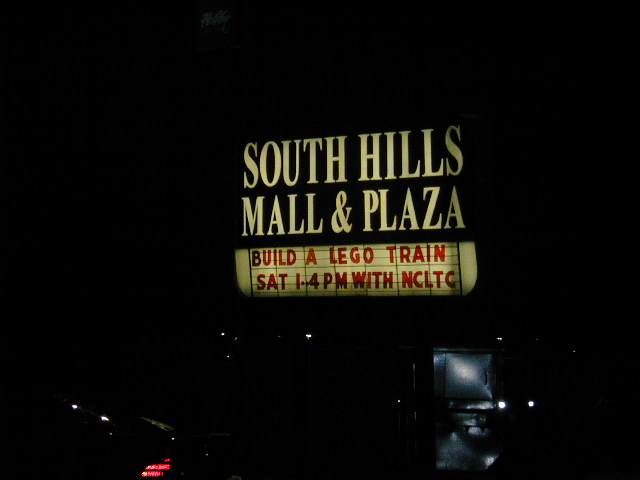 SOUTH HILLS
MALL & PLAZA
BUILD A LEGO TRAIN
SAT 1-4 PM WITH NCLTC